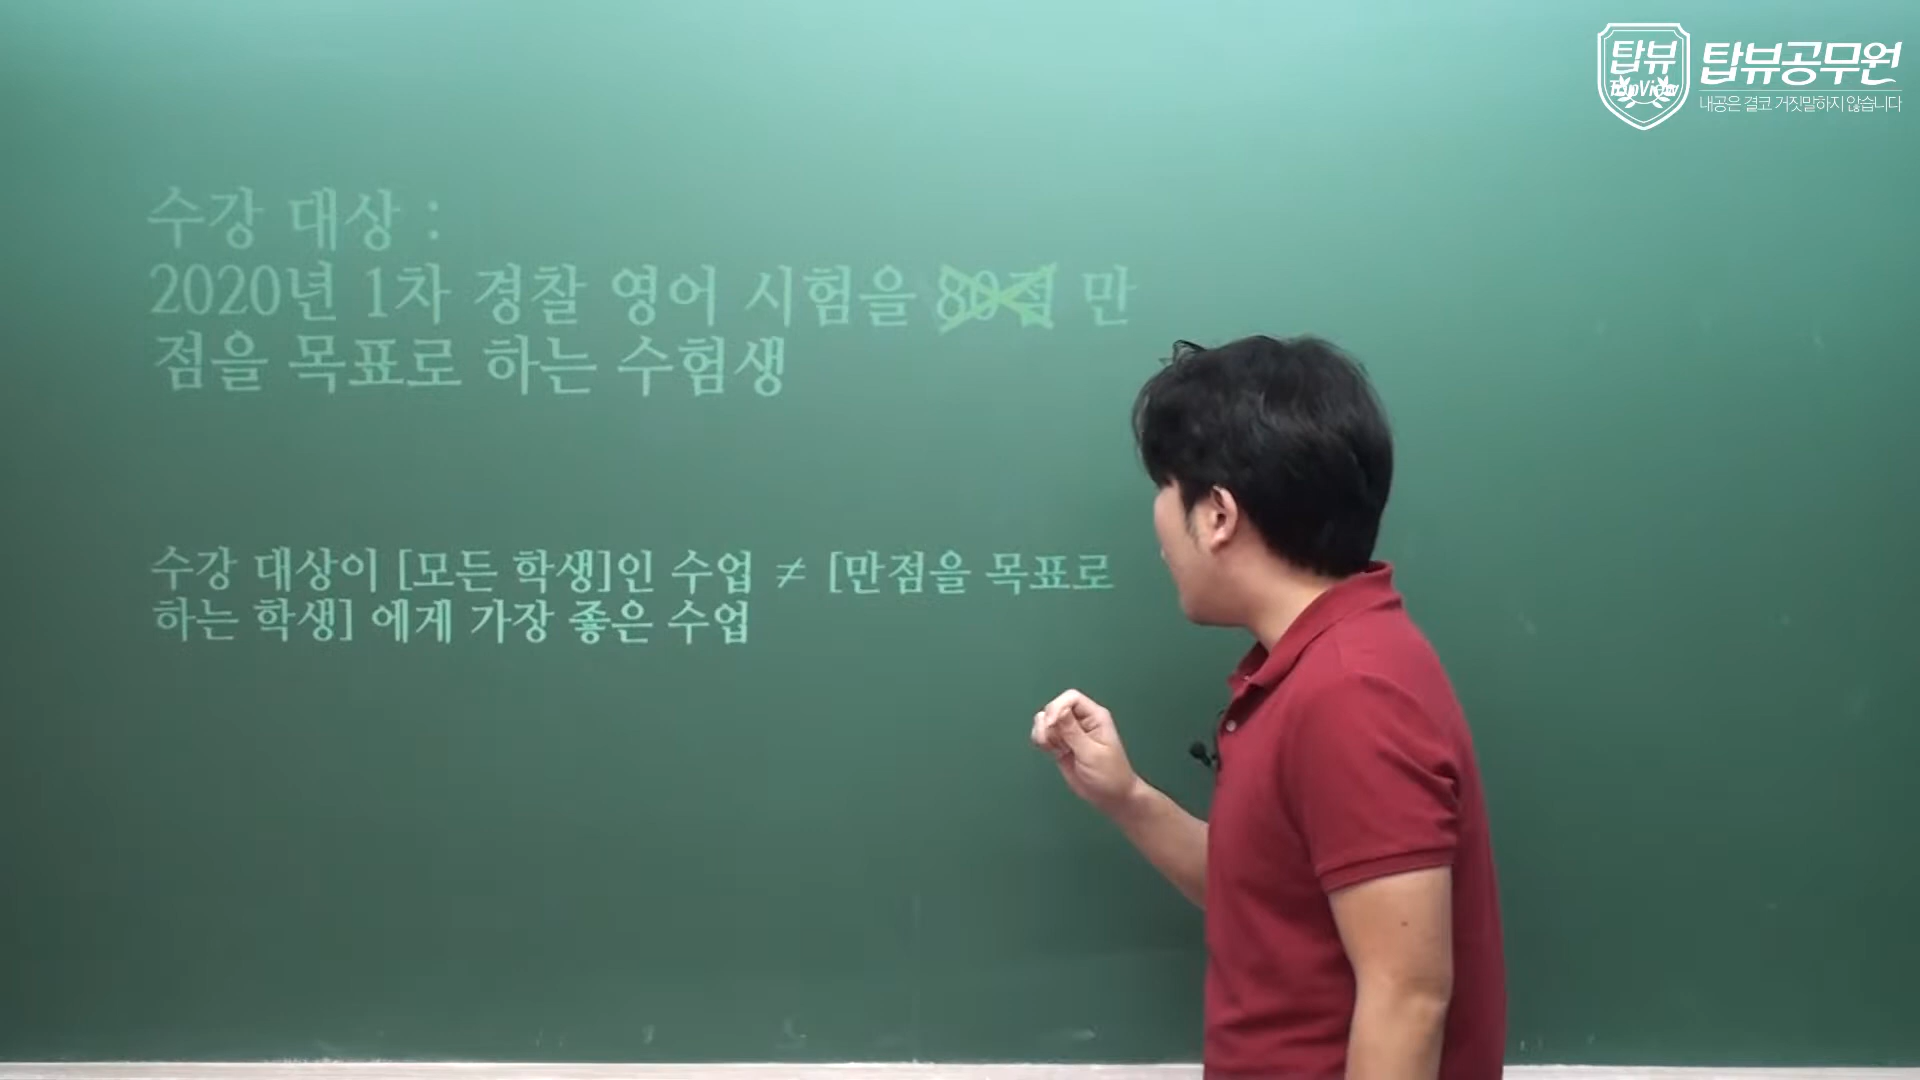 탑뷰
TopView
탑뷰공무원
내공은 결코 거짓말하지 않습니다
수강 대상 :
2020년 1차 경찰 영어 시험을 80점 만
점을 목표로 하는 수험생
수강 대상이 [모든 학생]인 수업 ≠ [만점을 목표로
하는 학생] 에게 가장 좋은 수업